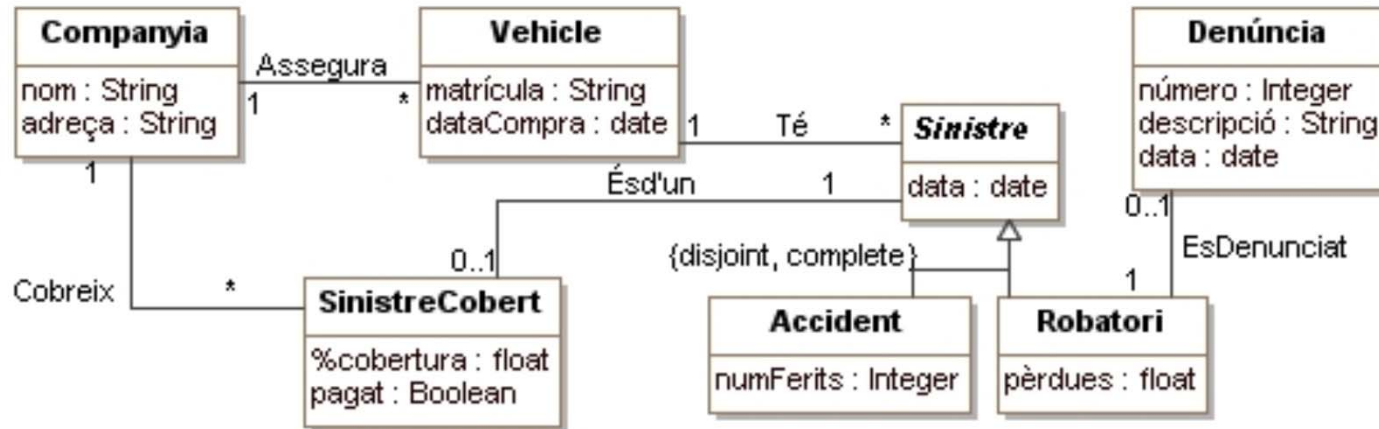 Companyia
nom : String
adreça : String
Assegura
1
*
Vehicle
matrícula : String
dataCompra : date
1
Té
*
Sinistre
data : date
Denúncia
número : Integer
descripció : String
data : date
0..1
EsDenunciat
1
1
Cobreix
*
Ésd'un
1
0..1
SinistreCobert
%cobertura : float
pagat : Boolean
{disjoint, complete}
Accident
numFerits : Integer
Robatori
pèrdues : float